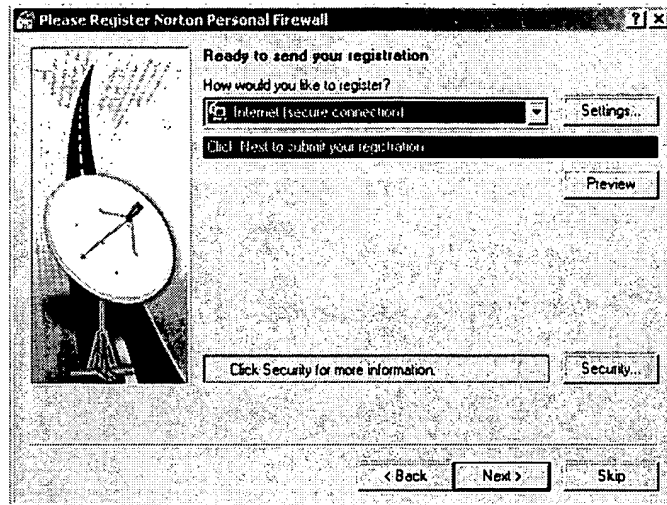 Please Register Norton Personal Firewall
Ready to send your registration
How would you like to register?
Internet (secure connection)
Settings...
Click Next to submit your registration
Preview
Click Security for more information.
Security...
< Back
Next >
Skip